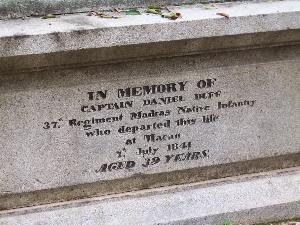 IN MEMORY OF
CAPTAIN DANIEL DUFF
37th Regiment Madras Native Infantry
who departed this life
at Macao
July 1841
AGED 39 YEARS.